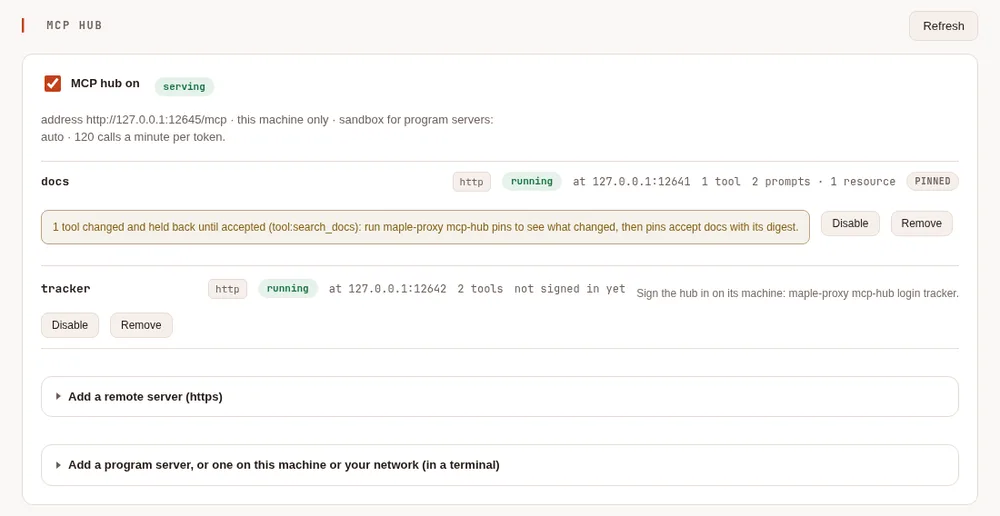 MCP HUB
Refresh
MCP hub on serving
address http://127.0.0.1:12645/mcp · this machine only · sandbox for program servers:
auto · 120 calls a minute per token.
docs http running at 127.0.0.1:12641 1 tool 2 prompts · 1 resource PINNED
1 tool changed and held back until accepted (tool:search_docs): run maple-proxy mcp-hub pins to see what changed, then pins accept docs with its digest. Disable Remove
tracker http running at 127.0.0.1:12642 2 tools not signed in yet Sign the hub in on its machine: maple-proxy mcp-hub login tracker.
Disable Remove
Add a remote server (https)
Add a program server, or one on this machine or your network (in a terminal)